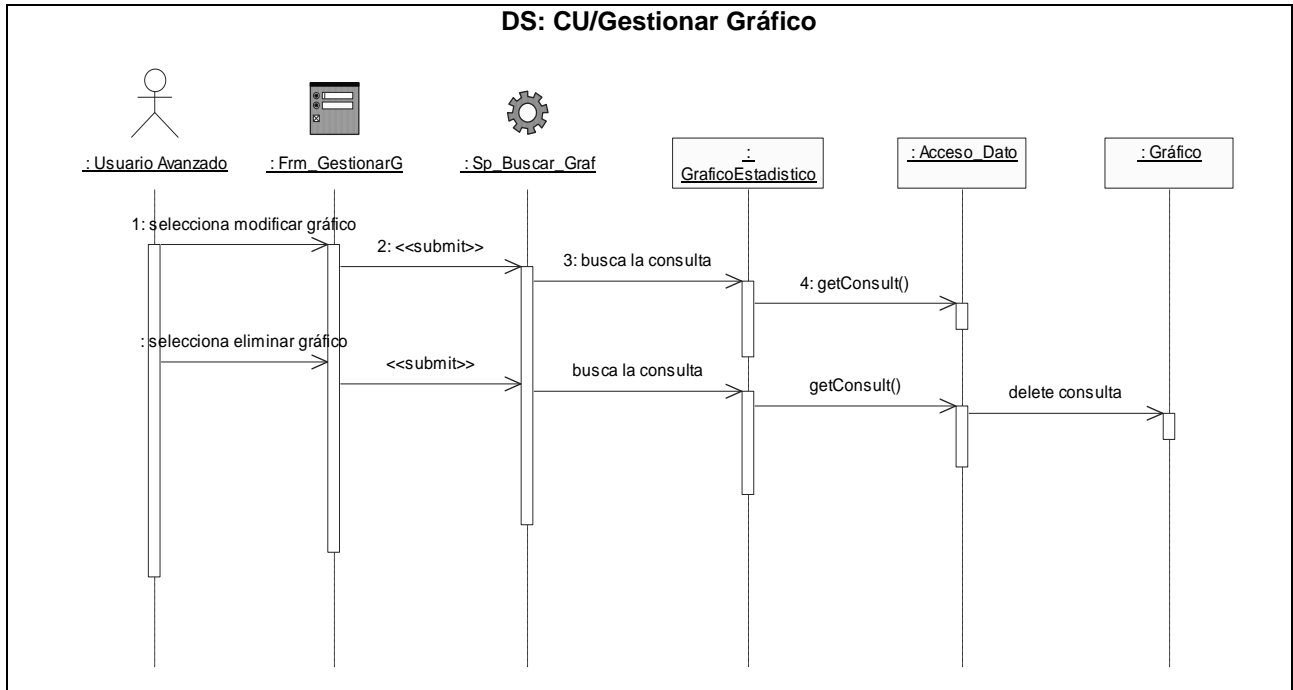 DS: CU/Gestionar Gráfico
: Usuario Avanzado
: Frm_GestionarG
: Sp_Buscar_Graf
:
GraficoEstadistico
: Acceso_Dato
: Gráfico
1: selecciona modificar gráfico
2: <<submit>>
3: busca la consulta
4: getConsult()
: selecciona eliminar gráfico
<<submit>>
busca la consulta
getConsult()
delete consulta